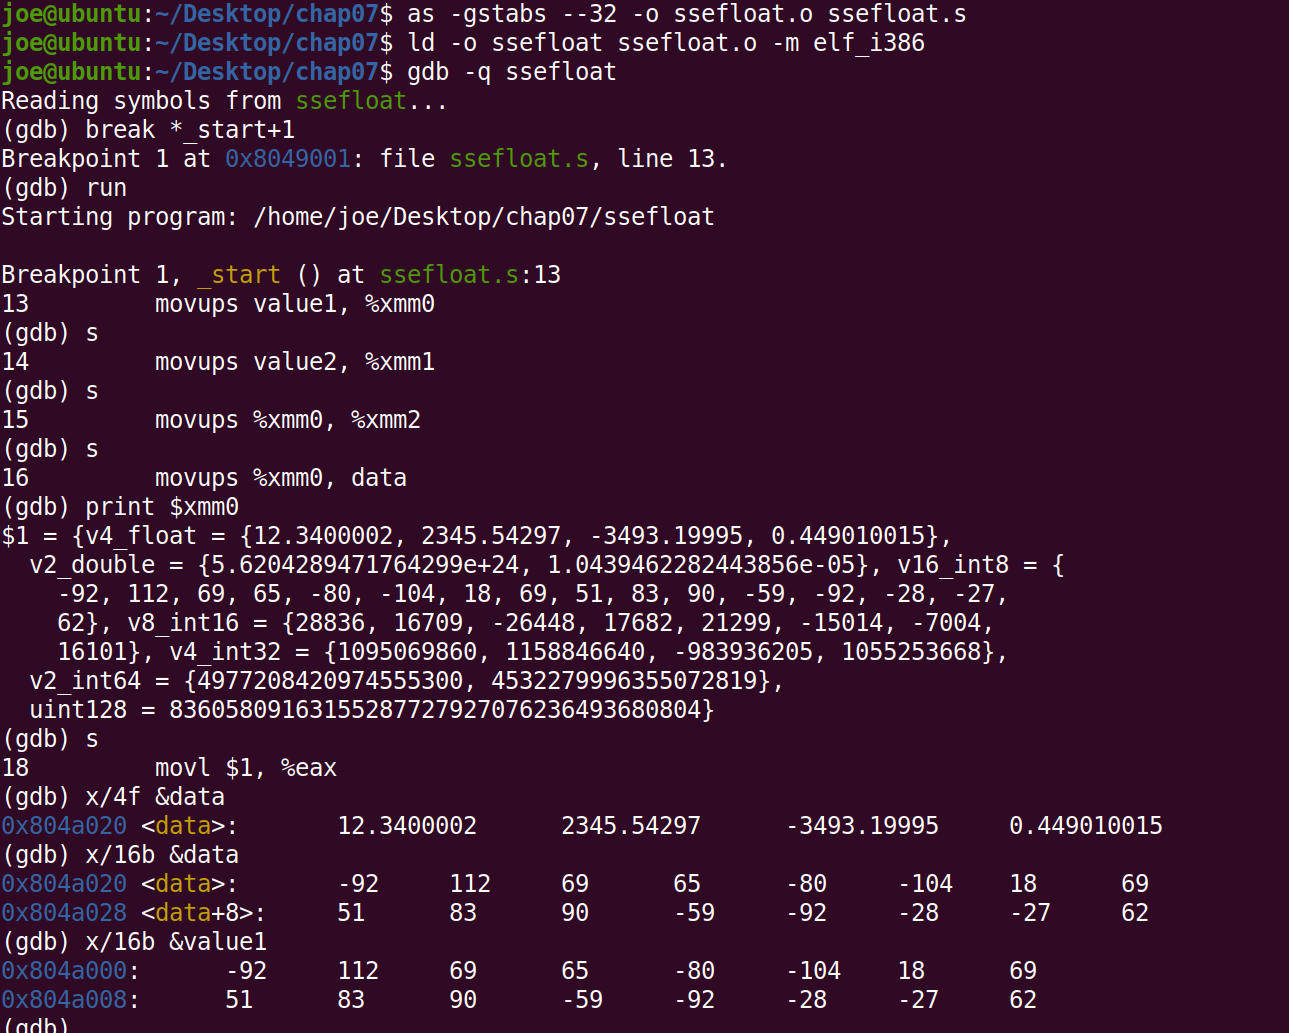 joe@ubuntu:~/Desktop/chap07$ as -gstabs --32 -o ssefloat.o ssefloat.s
joe@ubuntu:~/Desktop/chap07$ ld -o ssefloat ssefloat.o -m elf_i386
joe@ubuntu:~/Desktop/chap07$ gdb -q ssefloat
Reading symbols from ssefloat...
(gdb) break *_start+1
Breakpoint 1 at 0x8049001: file ssefloat.s, line 13.
(gdb) run
Starting program: /home/joe/Desktop/chap07/ssefloat
Breakpoint 1, _start () at ssefloat.s:13
13         movups value1, %xmm0
(gdb) s
14         movups value2, %xmm1
(gdb) s
15         movups %xmm0, %xmm2
(gdb) s
16         movups %xmm0, data
(gdb) print $xmm0
$1 = {v4_float = {12.3400002, 2345.54297, -3493.19995, 0.449010015},
  v2_double = {5.6204289471764299e+24, 1.0439462282443856e-05}, v16_int8 = {
    -92, 112, 69, 65, -80, -104, 18, 69, 51, 83, 90, -59, -92, -28, -27,
    62}, v8_int16 = {28836, 16709, -26448, 17682, 21299, -15014, -7004,
    16101}, v4_int32 = {1095069860, 1158846640, -983936205, 1055253668},
  v2_int64 = {4977208420974555300, 4532279996355072819},
  uint128 = 83605809163155287727927076236493680804}
(gdb) s
18         movl $1, %eax
(gdb) x/4f &data
0x804a020 <data>:       12.3400002      2345.54297      -3493.19995     0.449010015
(gdb) x/16b &data
0x804a020 <data>:       -92     112     69      65      -80     -104    18      69
0x804a028 <data+8>:     51      83      90      -59     -92     -28     -27     62
(gdb) x/16b &value1
0x804a000:      -92     112     69      65      -80     -104    18      69
0x804a008:      51      83      90      -59     -92     -28     -27     62
(gdb)